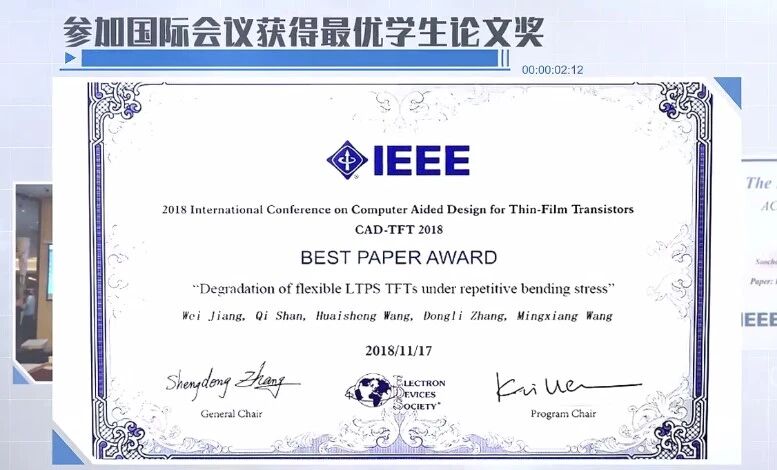 参加国际会议获得最优学生论文奖
00:00:02:12
IEEE
2018 International Conference on Computer Aided Design for Thin-Film Transistors
CAD-TFT 2018
BEST PAPER AWARD
“Degradation of flexible LTPS TFTs under repetitive bending stress”
Wei Jiang, Qi Shan, Huaisheng Wang, Dongli Zhang, Mingxiang Wang
2018/11/17
Shengdong Zhang
General Chair
ELECTRON
DEVICES
SOCIETY®
Program Chair
The
AC
Paper:
IEEE